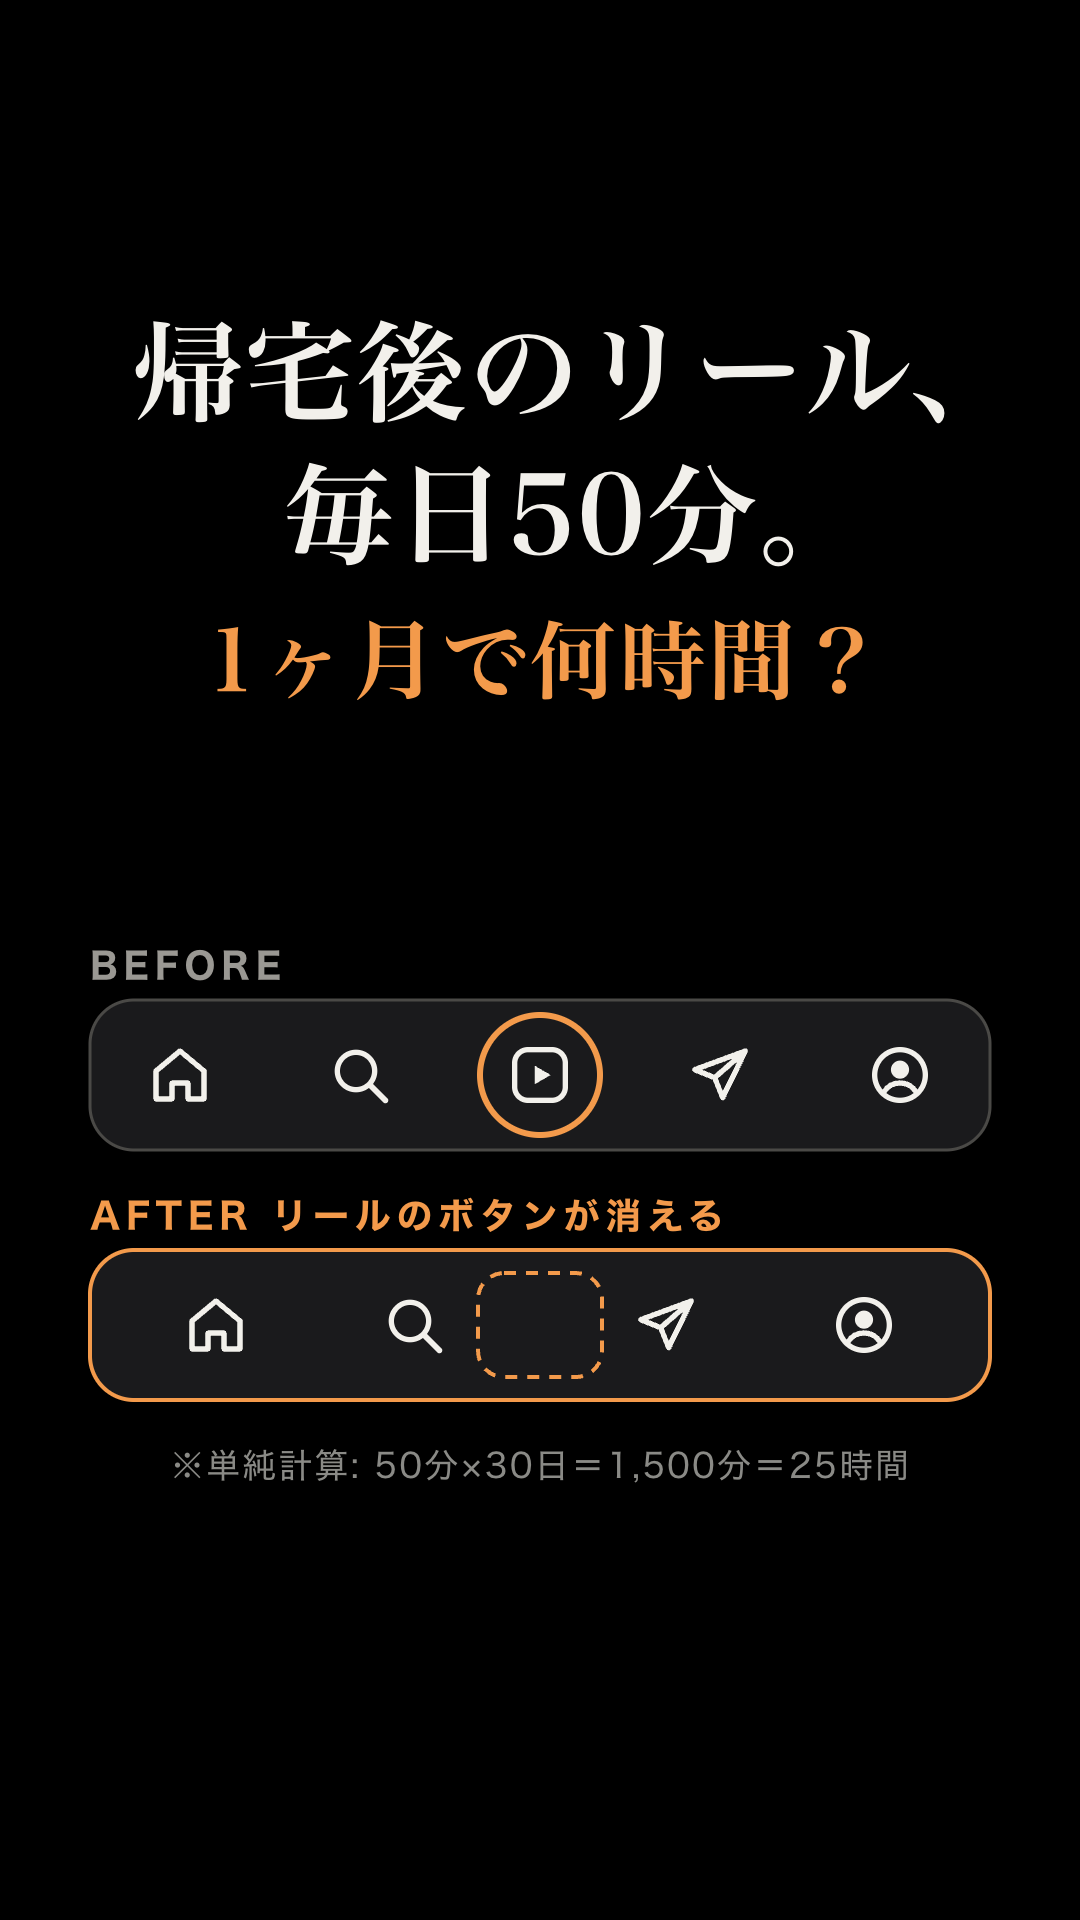 帰宅後のリール、
毎日50分。
1ヶ月で何時間？
BEFORE
AFTER リールのボタンが消える
※単純計算: 50分×30日＝1,500分＝25時間